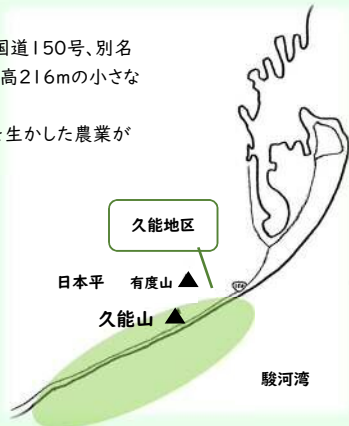 国道150号、別名
高216mの小さな
生かした農業が
久能地区
日本平 有度山
150
久能山
駿河湾